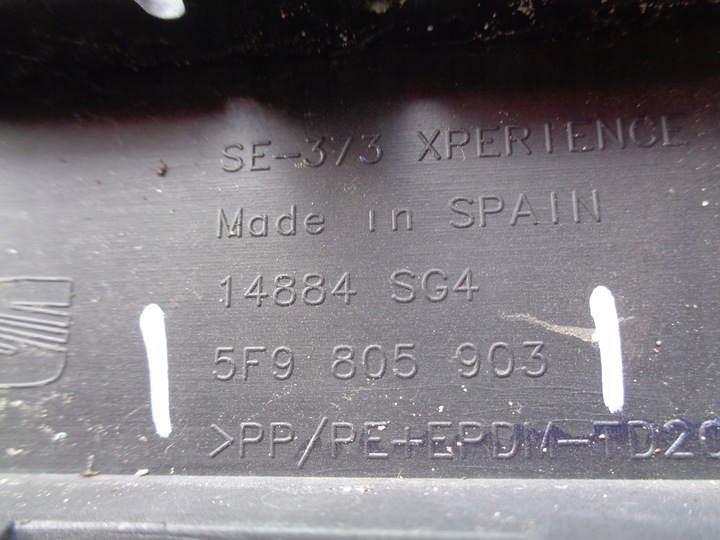 SE-373 XPERIENCE
Made in SPAIN
14884 SG4
5F9 805 903
>PP/PE+EPDM-TD20